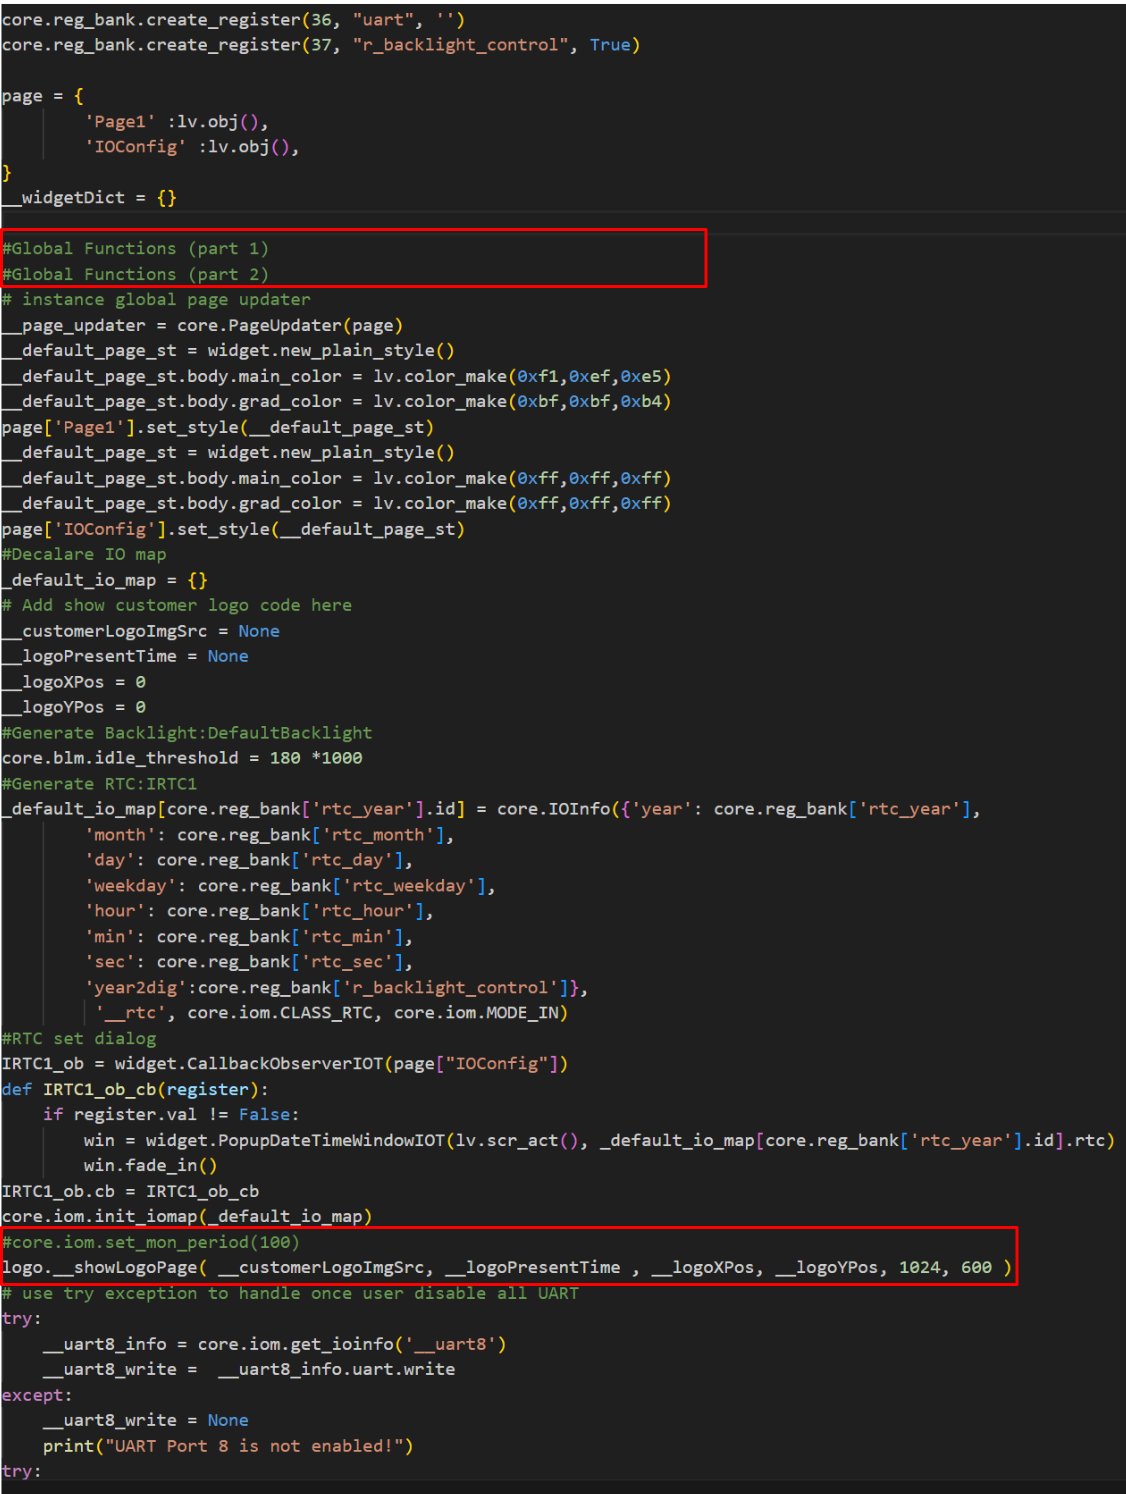 core.reg_bank.create_register(36, "uart", '')
core.reg_bank.create_register(37, "r_backlight_control", True)
page = {
'Page1' :lv.obj(),
'IOConfig' :lv.obj(),
}
__widgetDict = {}
#Global Functions (part 1)
#Global Functions (part 2)
# instance global page updater
__page_updater = core.PageUpdater(page)
__default_page_st = widget.new_plain_style()
__default_page_st.body.main_color = lv.color_make(0xf1,0xef,0xe5)
__default_page_st.body.grad_color = lv.color_make(0xbf,0xbf,0xb4)
page['Page1'].set_style(__default_page_st)
__default_page_st = widget.new_plain_style()
__default_page_st.body.main_color = lv.color_make(0xff,0xff,0xff)
__default_page_st.body.grad_color = lv.color_make(0xff,0xff,0xff)
page['IOConfig'].set_style(__default_page_st)
#Decalare IO map
_default_io_map = {}
# Add show customer logo code here
__customerLogoImgSrc = None
__logoPresentTime = None
__logoXPos = 0
__logoYPos = 0
#Generate Backlight:DefaultBacklight
core.blm.idle_threshold = 180 *1000
#Generate RTC:IRTC1
_default_io_map[core.reg_bank['rtc_year'].id] = core.IOInfo({'year': core.reg_bank['rtc_year'],
'month': core.reg_bank['rtc_month'],
'day': core.reg_bank['rtc_day'],
'weekday': core.reg_bank['rtc_weekday'],
'hour': core.reg_bank['rtc_hour'],
'min': core.reg_bank['rtc_min'],
'sec': core.reg_bank['rtc_sec'],
'year2dig':core.reg_bank['r_backlight_control']},
'__rtc', core.iom.CLASS_RTC, core.iom.MODE_IN)
#RTC set dialog
IRTC1_ob = widget.CallbackObserverIOT(page["IOConfig"])
def IRTC1_ob_cb(register):
if register.val != False:
win = widget.PopupDateTimeWindowIOT(lv.scr_act(), _default_io_map[core.reg_bank['rtc_year'].id].rtc)
win.fade_in()
IRTC1_ob.cb = IRTC1_ob_cb
core.iom.init_iomap(_default_io_map)
#core.iom.set_mon_period(100)
logo.__showLogoPage( __customerLogoImgSrc, __logoPresentTime , __logoXPos, __logoYPos, 1024, 600 )
# use try exception to handle once user disable all UART
try:
__uart8_info = core.iom.get_ioinfo('__uart8')
__uart8_write =  __uart8_info.uart.write
except:
__uart8_write = None
print("UART Port 8 is not enabled!")
try: